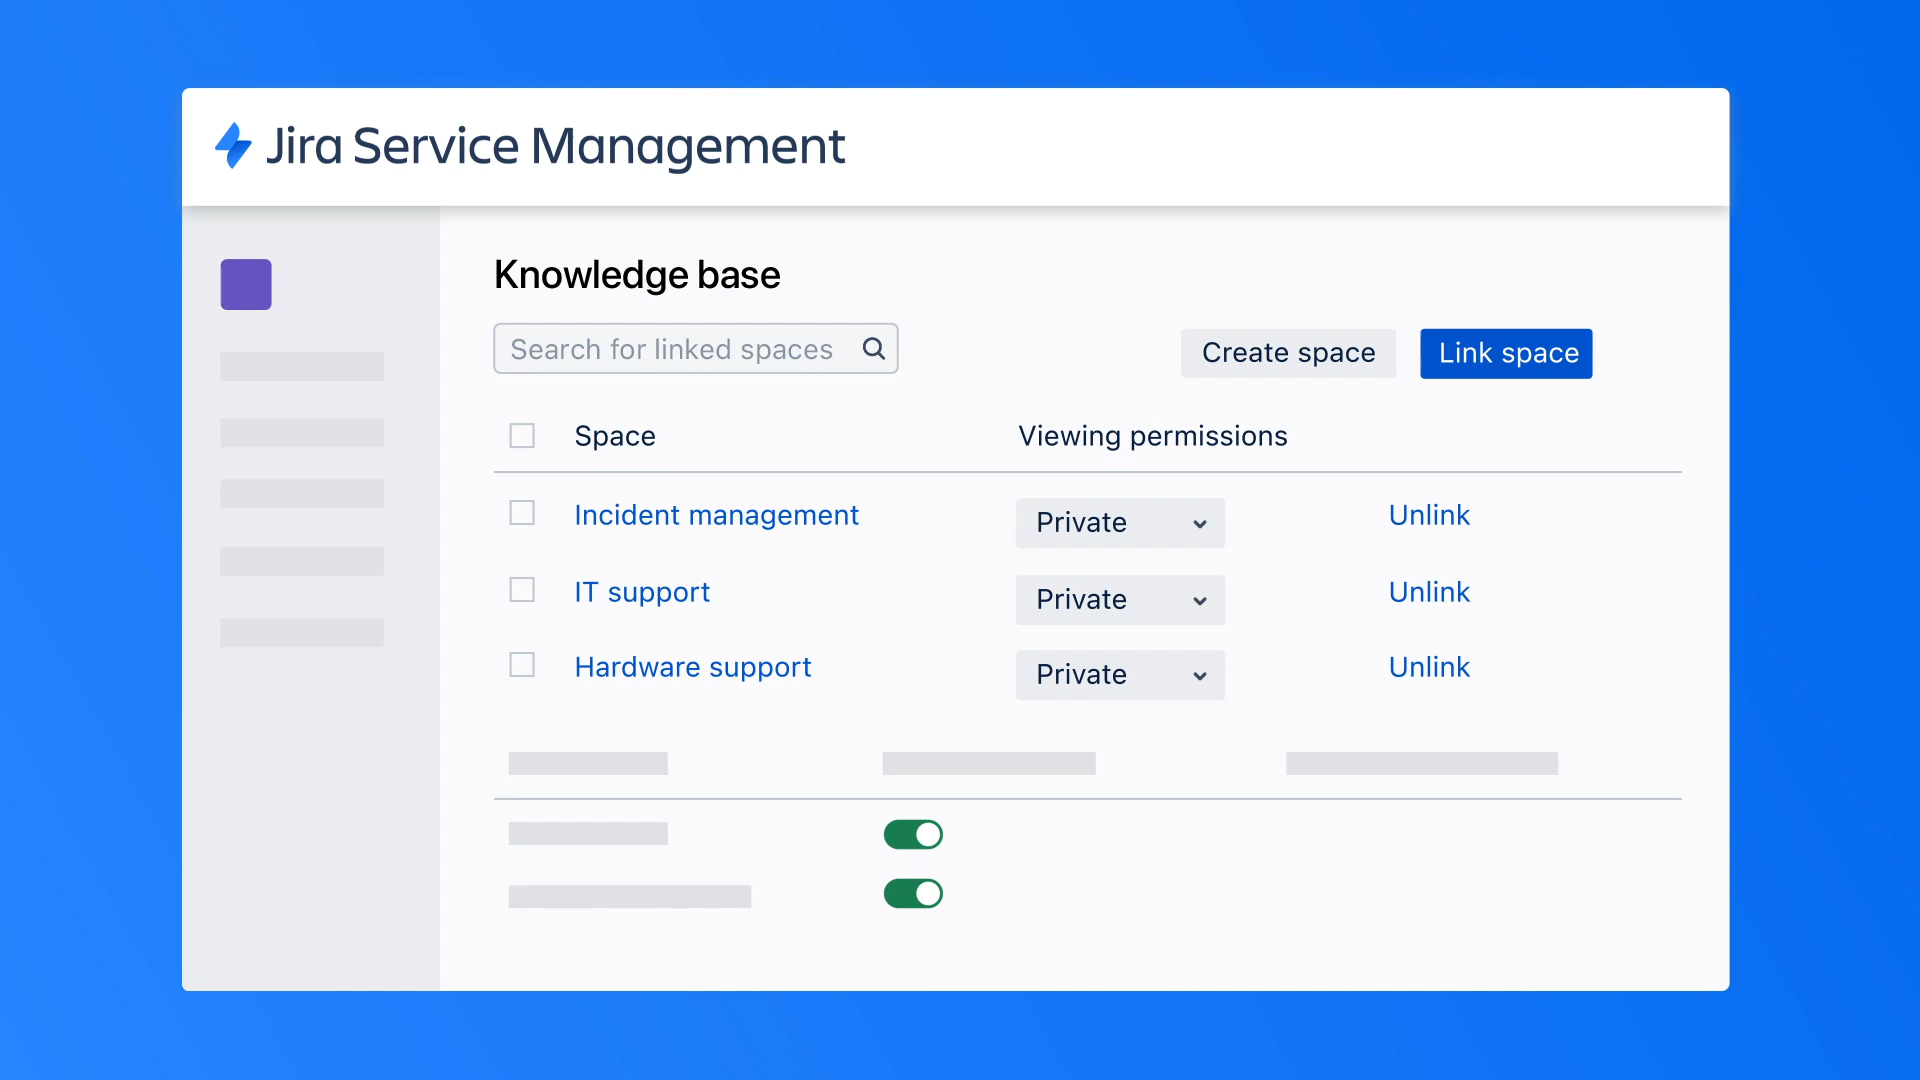 Jira Service Management
Knowledge base
Search for linked spaces
Create space
Link space
Space
Viewing permissions
Incident management
Private
Unlink
IT support
Private
Unlink
Hardware support
Private
Unlink